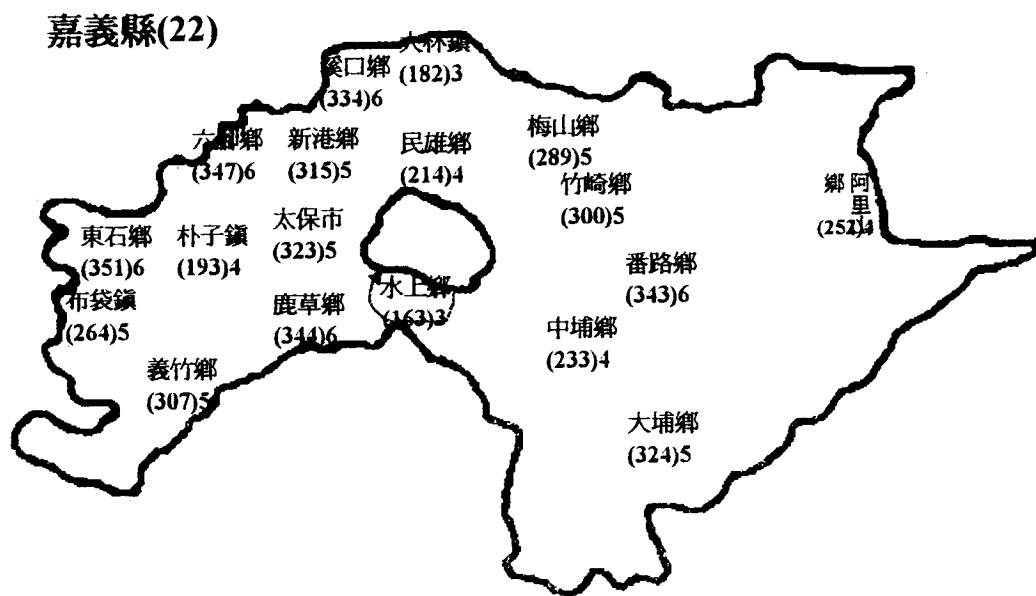 嘉義縣(22)
大林鎮
(182)3
溪口鄉
(334)6
梅山鄉
(289)5
六腳鄉
(347)6
新港鄉
(315)5
民雄鄉
(214)4
竹崎鄉
(300)5
阿里山
鄉
(252)4
東石鄉
(351)6
朴子鎮
(193)4
太保市
(323)5
番路鄉
(343)6
布袋鎮
(264)5
鹿草鄉
(344)6
水上鄉
(163)3
中埔鄉
(233)4
義竹鄉
(307)5
大埔鄉
(324)5